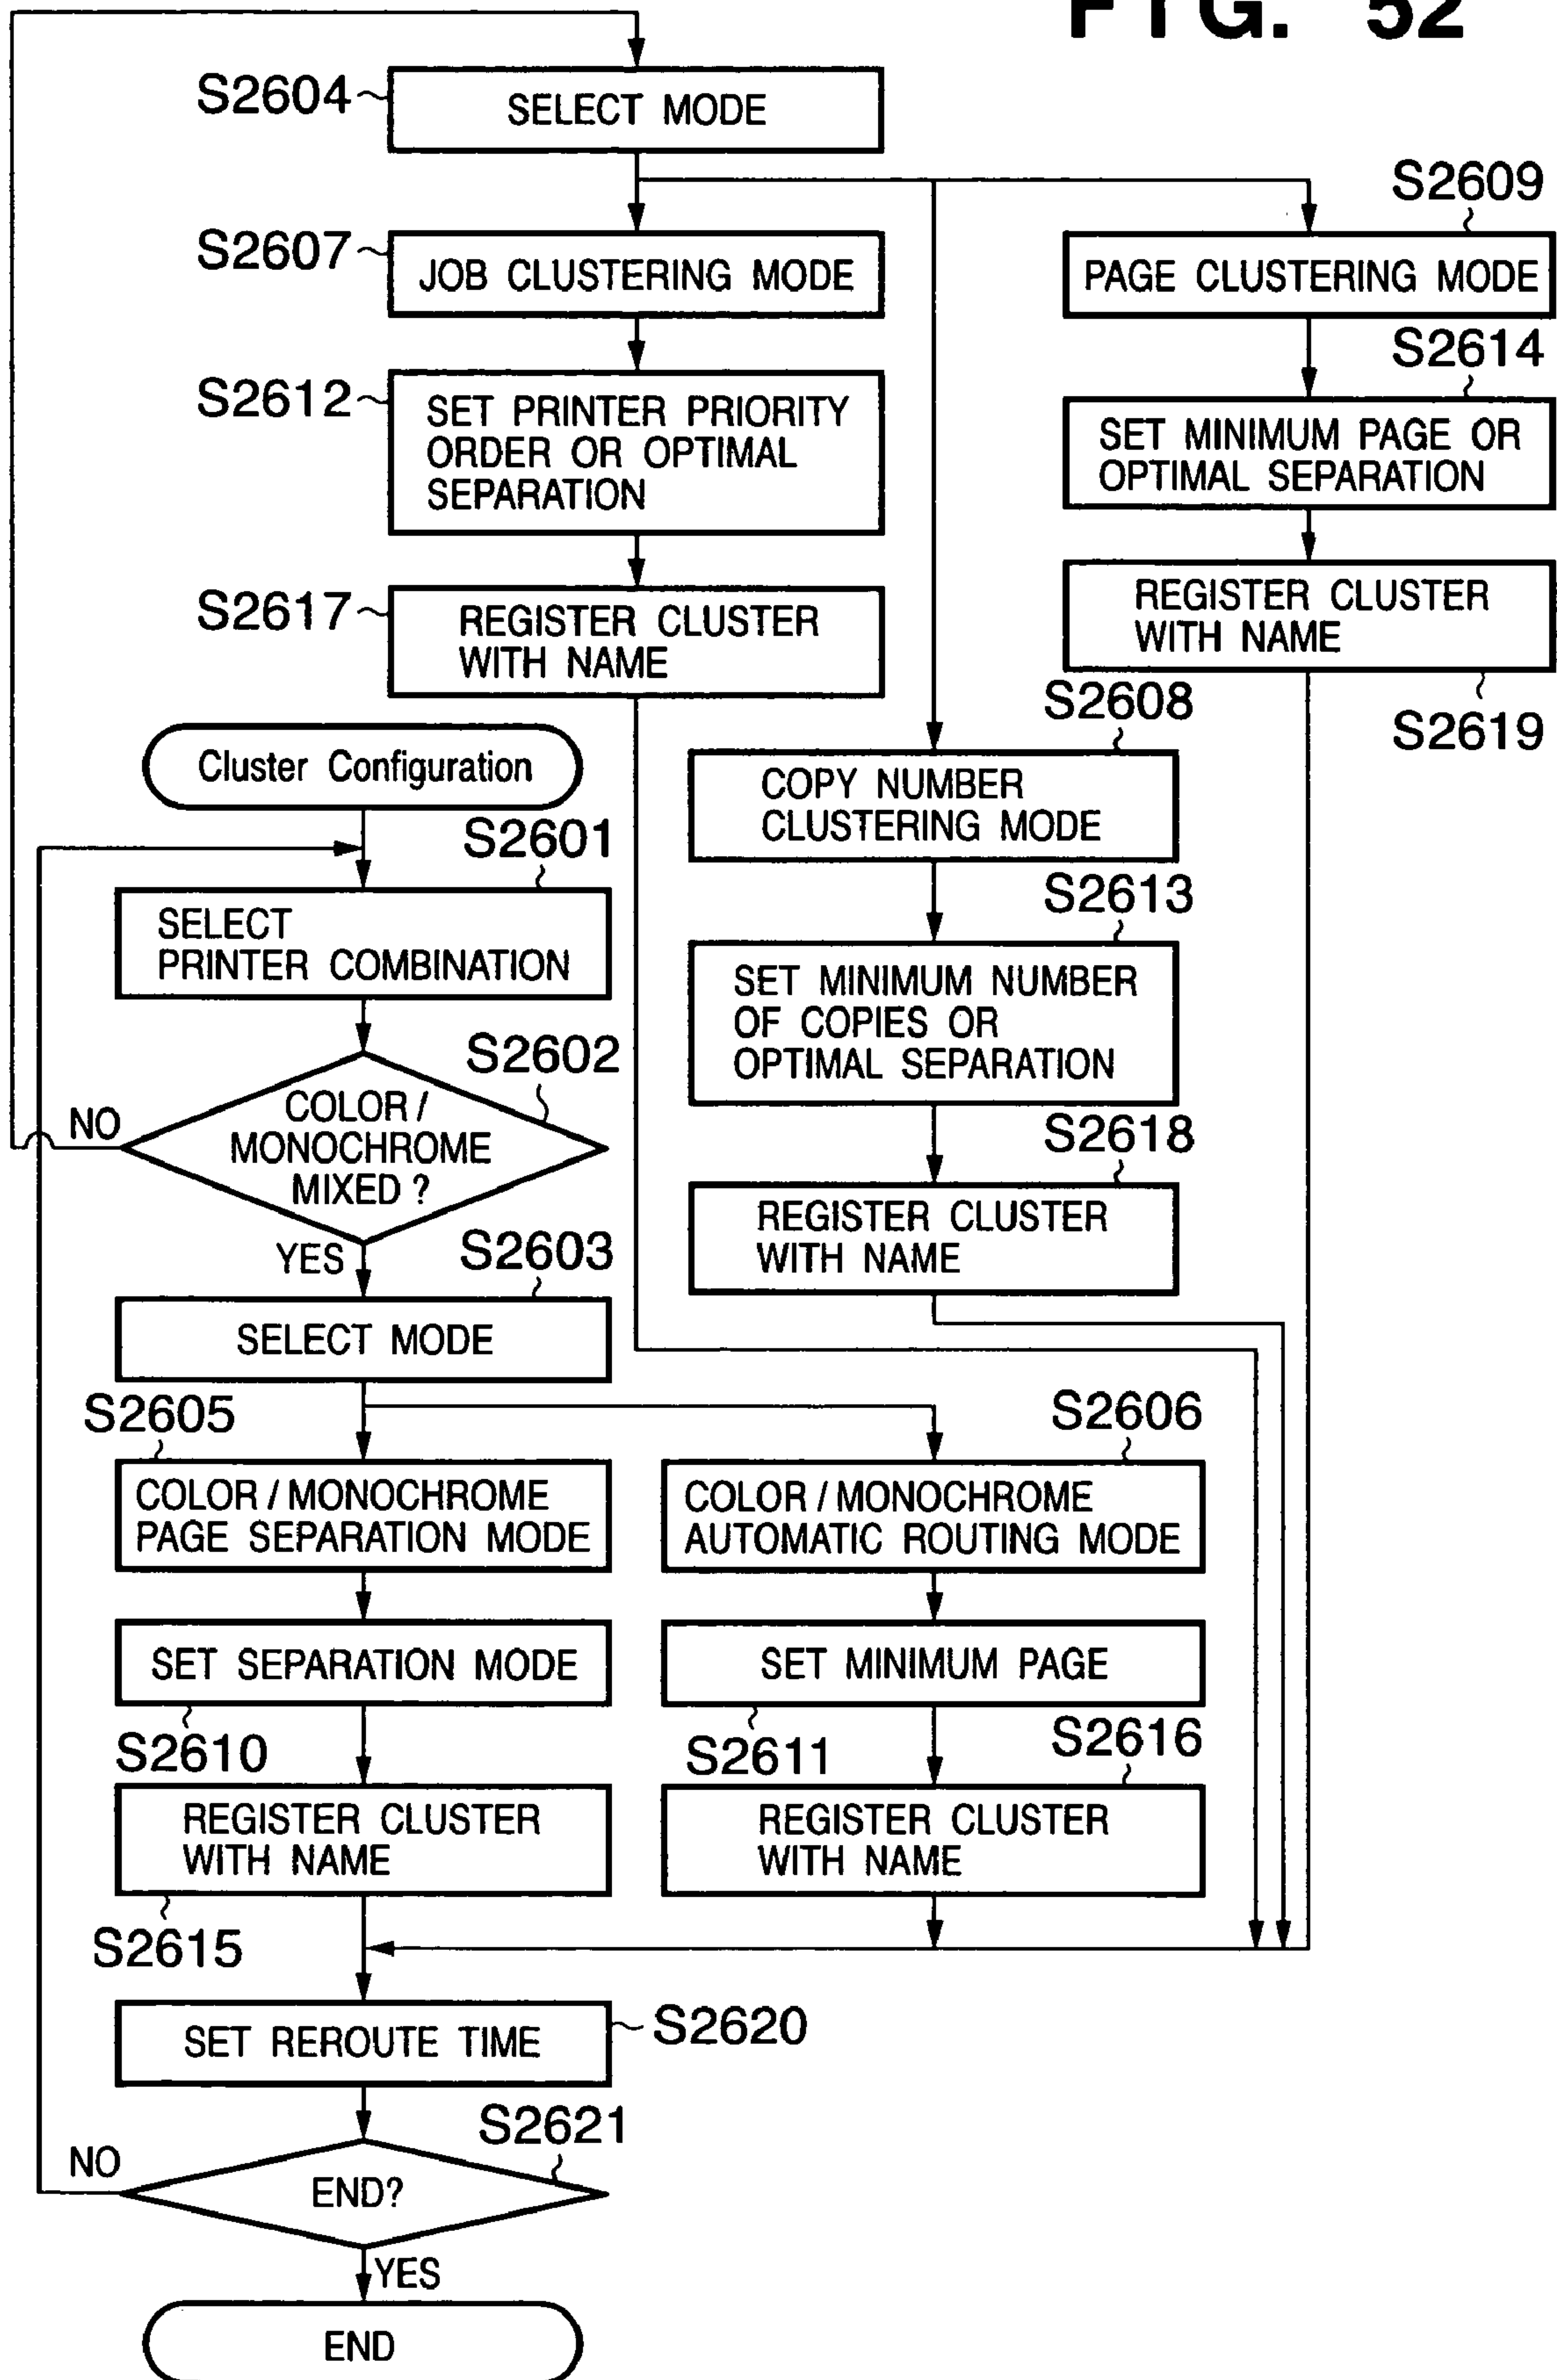 FIG. 52
S2604
SELECT MODE
S2609
S2607
JOB CLUSTERING MODE
PAGE CLUSTERING MODE
S2614
S2612
SET PRINTER PRIORITY
ORDER OR OPTIMAL
SEPARATION
SET MINIMUM PAGE OR
OPTIMAL SEPARATION
S2617
REGISTER CLUSTER
WITH NAME
REGISTER CLUSTER
WITH NAME
S2619
S2608
Cluster Configuration
COPY NUMBER
CLUSTERING MODE
S2601
SELECT
PRINTER COMBINATION
S2613
SET MINIMUM NUMBER
OF COPIES OR
OPTIMAL SEPARATION
S2602
COLOR /
MONOCHROME
MIXED ?
NO
S2618
REGISTER CLUSTER
WITH NAME
YES
S2603
SELECT MODE
S2605
S2606
COLOR / MONOCHROME
PAGE SEPARATION MODE
COLOR / MONOCHROME
AUTOMATIC ROUTING MODE
SET SEPARATION MODE
SET MINIMUM PAGE
S2610
S2611
S2616
REGISTER CLUSTER
WITH NAME
REGISTER CLUSTER
WITH NAME
S2615
SET REROUTE TIME
S2620
S2621
NO
END?
YES
END